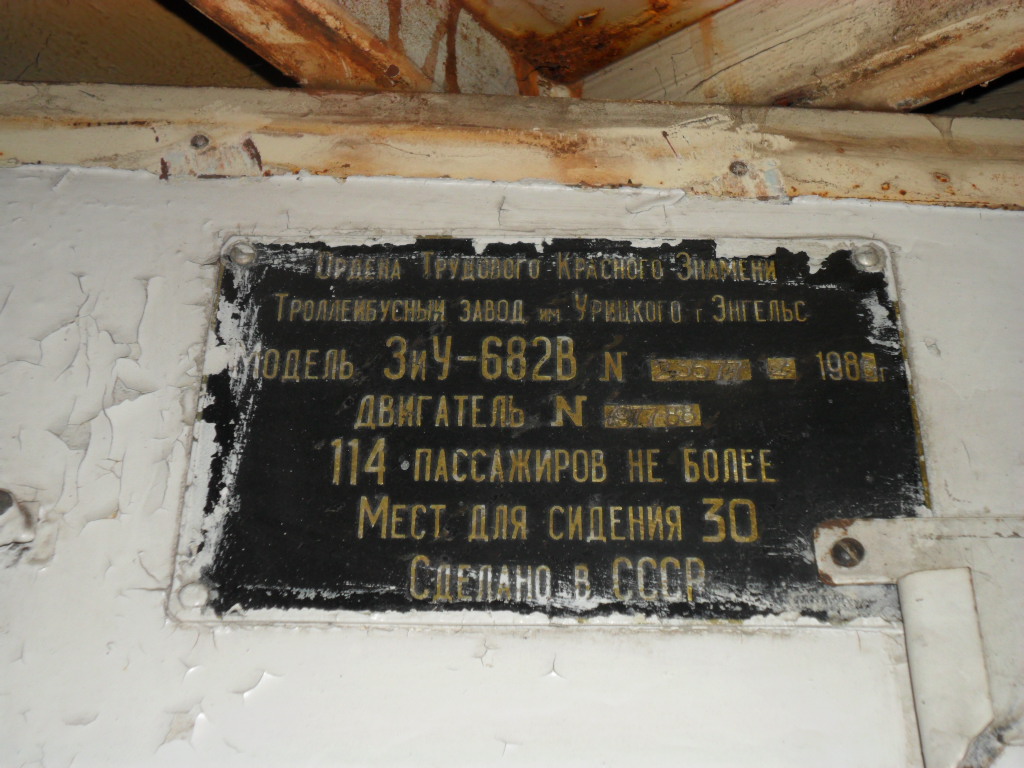 Ордена Трудового Красного Знамени
Троллейбусный завод им Урицкого г. Энгельс
Модель ЗиУ-682В N 198 г
двигатель N
114 пассажиров не более
Мест для сидения 30
Сделано в СССР